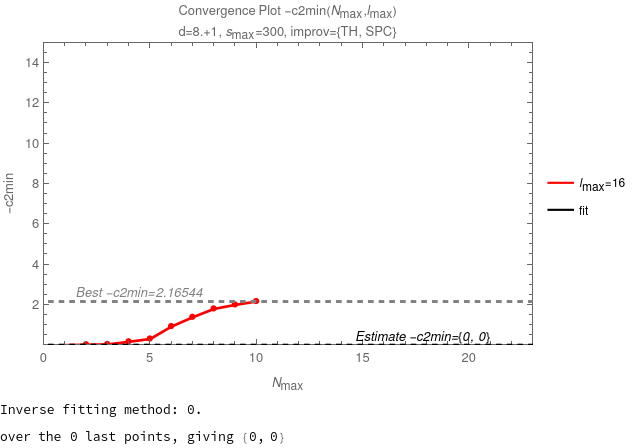 Convergence Plot −c2min(Nmax,lmax)
d=8.+1, smax=300, improv={TH, SPC}
14
12
10
8
6
4
2
−c2min
Best −c2min=2.16544
Estimate −c2min={0, 0}
0
5
10
15
20
Nmax
lmax=16
fit
Inverse fitting method: 0.
over the 0 last points, giving {0, 0}